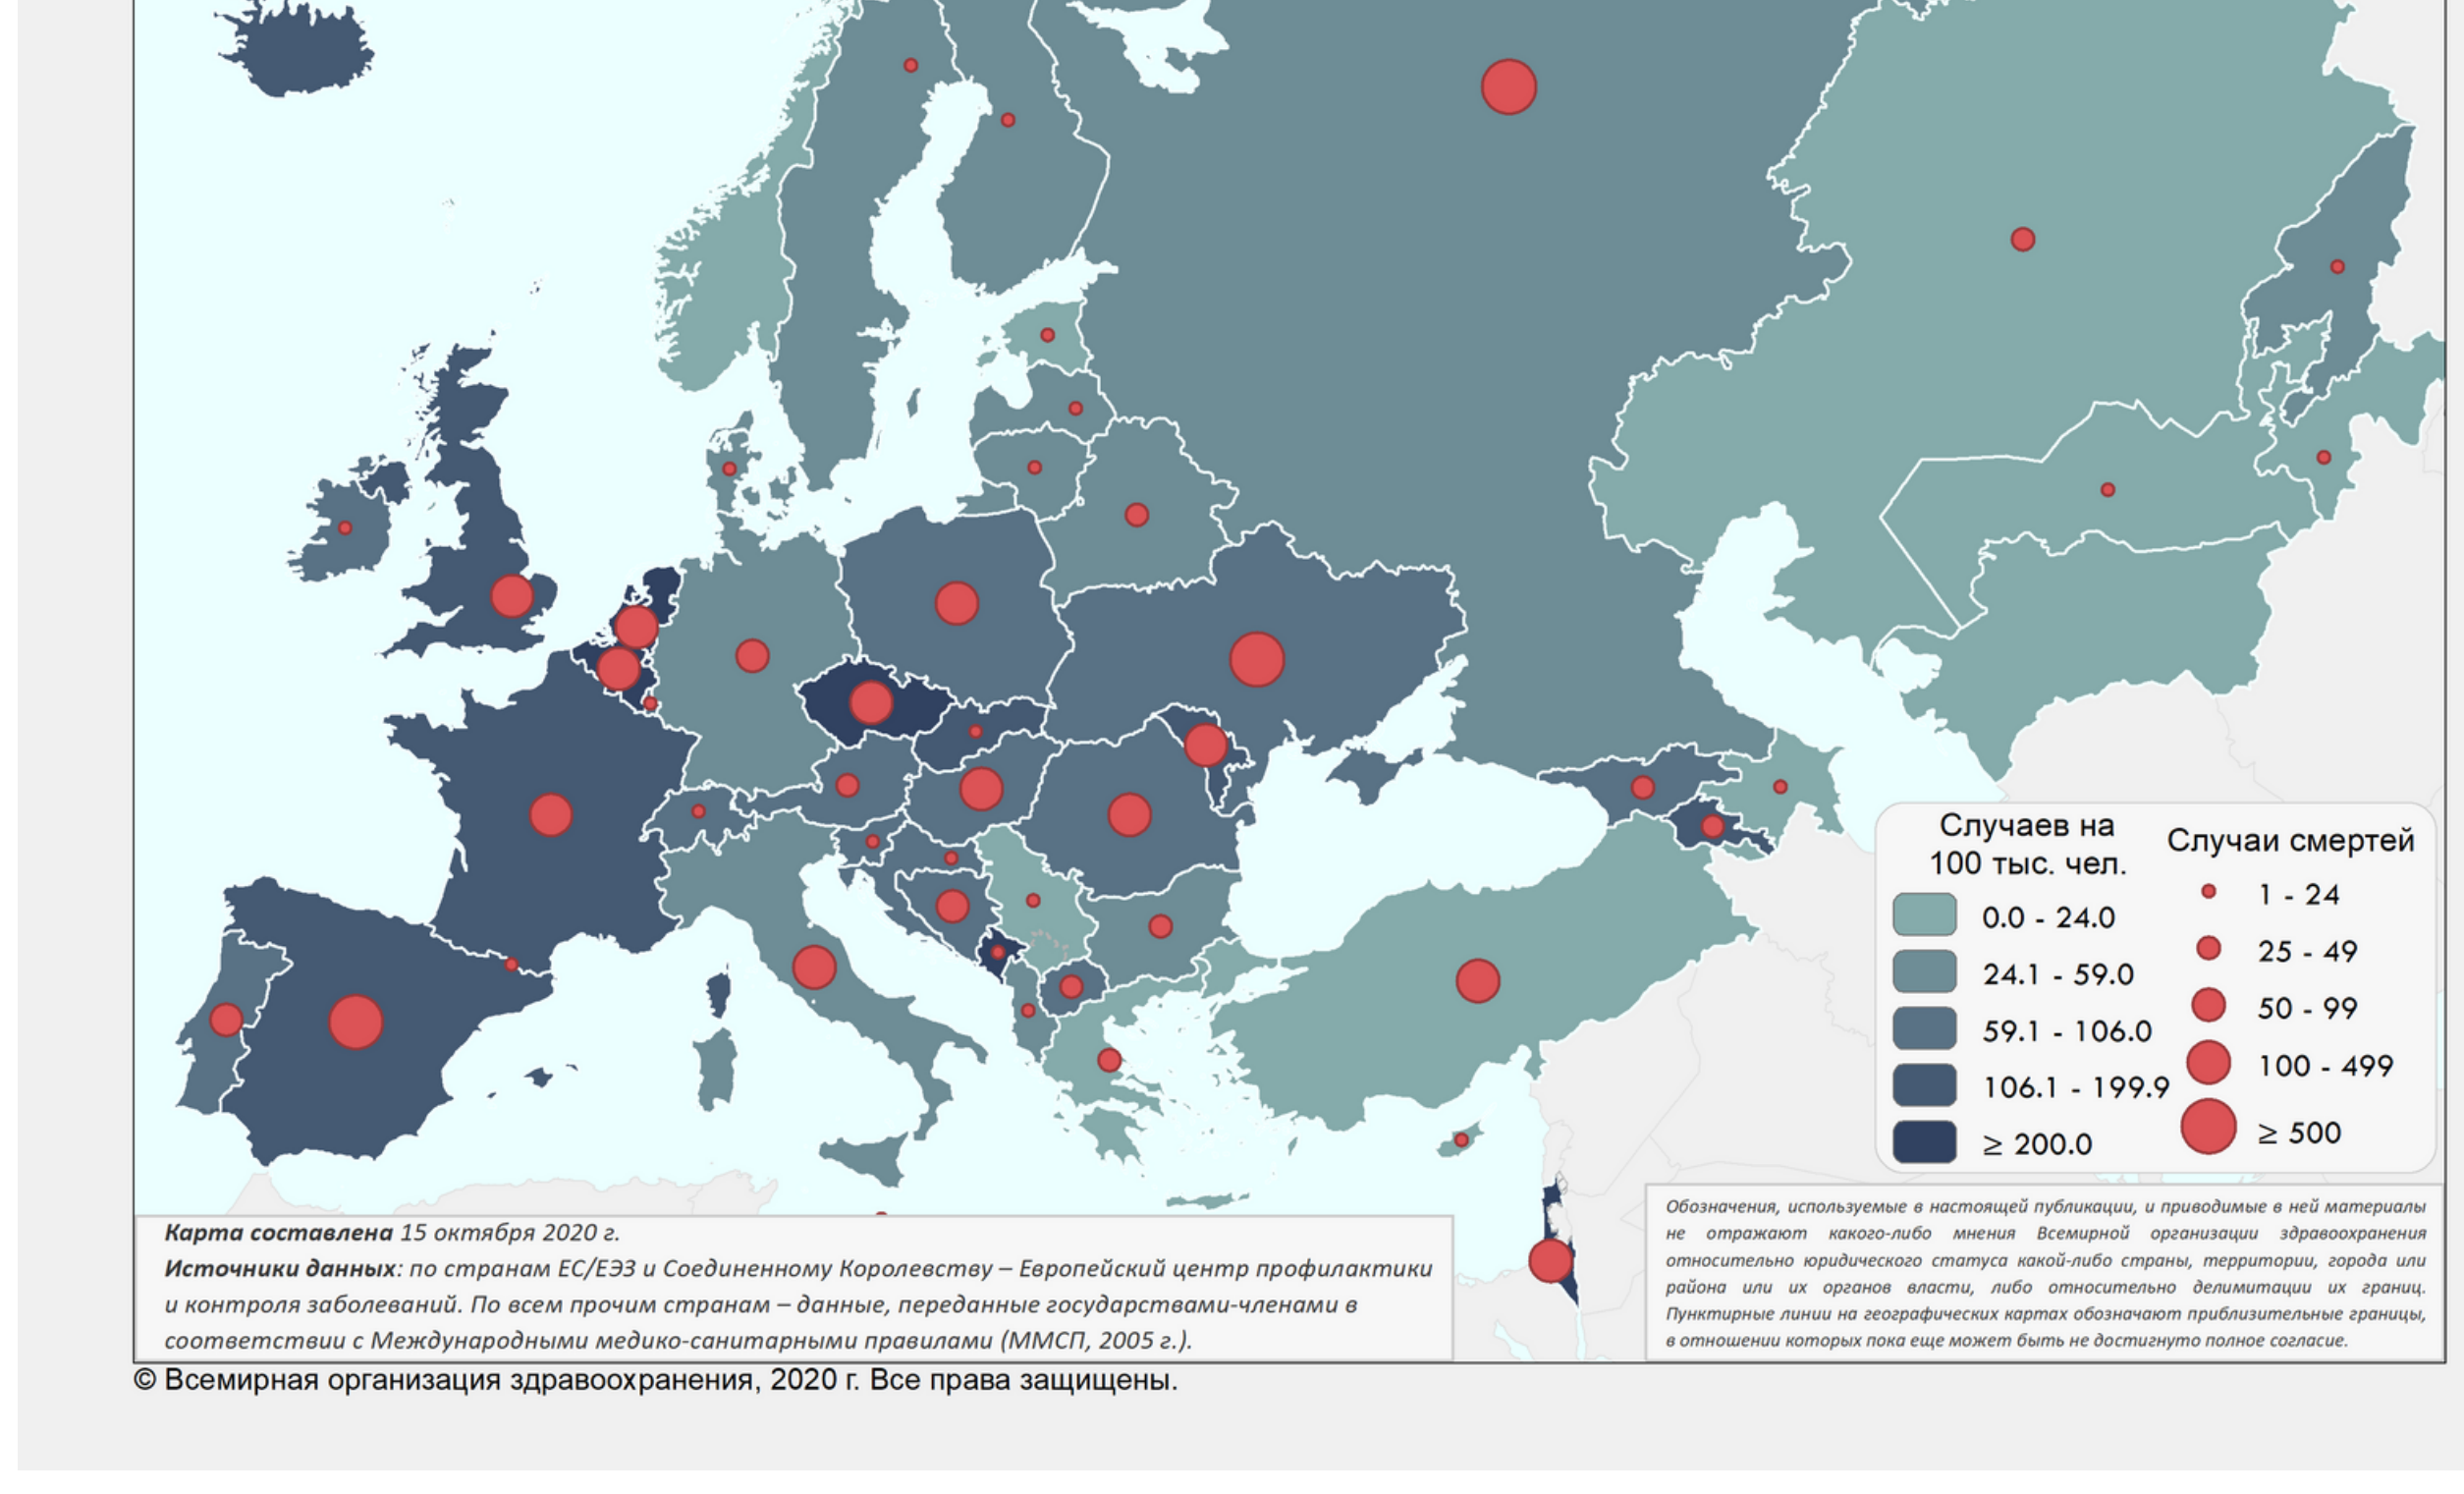 Случаев на
100 тыс. чел.
0.0 - 24.0
24.1 - 59.0
59.1 - 106.0
106.1 - 199.9
≥ 200.0
Случаи смертей
1 - 24
25 - 49
50 - 99
100 - 499
≥ 500
Карта составлена 15 октября 2020 г.
Источники данных: по странам ЕС/ЕЭЗ и Соединенному Королевству – Европейский центр профилактики
и контроля заболеваний. По всем прочим странам – данные, переданные государствами-членами в
соответствии с Международными медико-санитарными правилами (ММСП, 2005 г.).
Обозначения, используемые в настоящей публикации, и приводимые в ней материалы
не отражают какого-либо мнения Всемирной организации здравоохранения
относительно юридического статуса какой-либо страны, территории, города или
района или их органов власти, либо относительно делимитации их границ.
Пунктирные линии на географических картах обозначают приблизительные границы,
в отношении которых пока еще может быть не достигнуто полное согласие.
© Всемирная организация здравоохранения, 2020 г. Все права защищены.